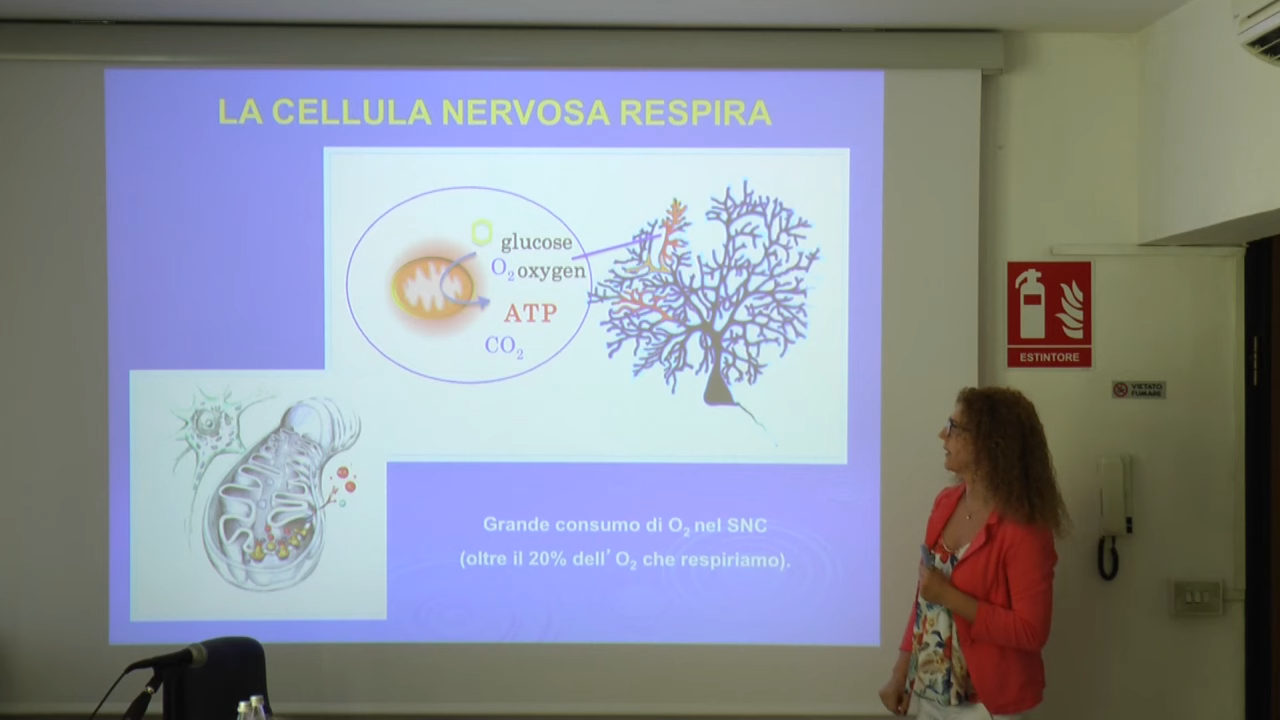 LA CELLULA NERVOSA RESPIRA
glucose
O₂ oxygen
ATP
CO₂
Grande consumo di O₂ nel SNC
(oltre il 20% dell' O₂ che respiriamo).
ESTINTORE
VIETATO
FUMARE